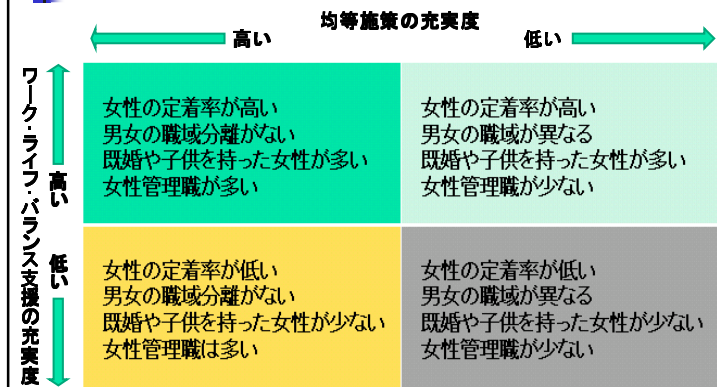 均等施策の充実度
高い
低い
ワーク・ライフ・バランス支援の充実度
高い
低い
女性の定着率が高い
男女の職域分離がない
既婚や子供を持った女性が多い
女性管理職が多い
女性の定着率が高い
男女の職域が異なる
既婚や子供を持った女性が多い
女性管理職が少ない
女性の定着率が低い
男女の職域分離がない
既婚や子供を持った女性が少ない
女性管理職は多い
女性の定着率が低い
男女の職域が異なる
既婚や子供を持った女性が少ない
女性管理職が少ない